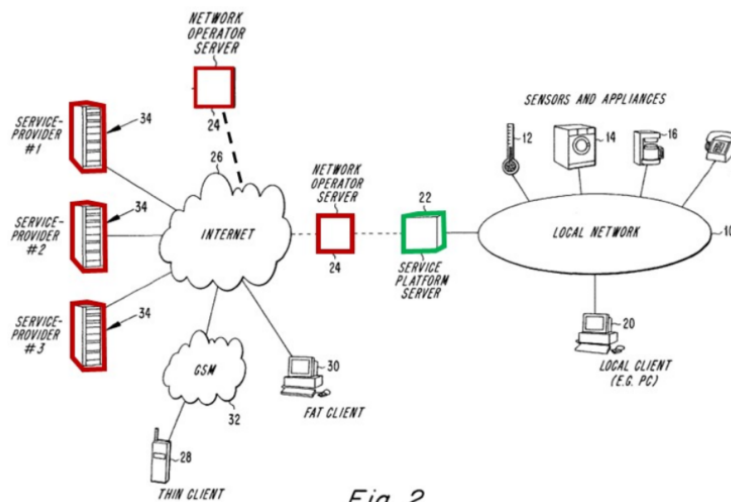 NETWORK
OPERATOR
SERVER
24
SERVICE-
PROVIDER
#1
34
SERVICE-
PROVIDER
#2
34
SERVICE-
PROVIDER
#3
34
26
INTERNET
NETWORK
OPERATOR
SERVER
24
22
SERVICE
PLATFORM
SERVER
SENSORS AND APPLIANCES
12
14
16
LOCAL NETWORK
10
20
LOCAL CLIENT
(E.G. PC)
GSM
32
30
FAT CLIENT
28
THIN CLIENT
Fig. 2